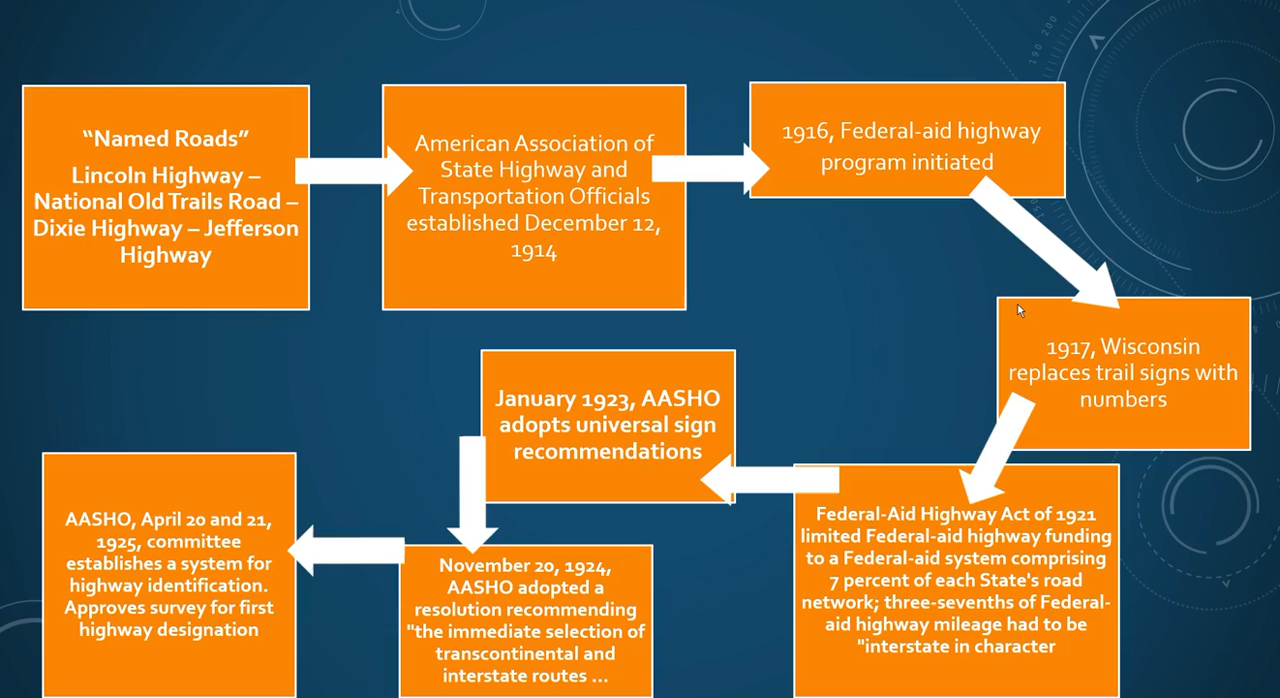 “Named Roads”
Lincoln Highway –
National Old Trails Road –
Dixie Highway – Jefferson
Highway
American Association of
State Highway and
Transportation Officials
established December 12,
1914
1916, Federal-aid highway
program initiated
1917, Wisconsin
replaces trail signs with
numbers
Federal-Aid Highway Act of 1921
limited Federal-aid highway funding
to a Federal-aid system comprising
7 percent of each State's road
network; three-sevenths of Federal-
aid highway mileage had to be
"interstate in character
January 1923, AASHO
adopts universal sign
recommendations
November 20, 1924,
AASHO adopted a
resolution recommending
"the immediate selection of
transcontinental and
interstate routes ...
AASHO, April 20 and 21,
1925, committee
establishes a system for
highway identification.
Approves survey for first
highway designation
190 200